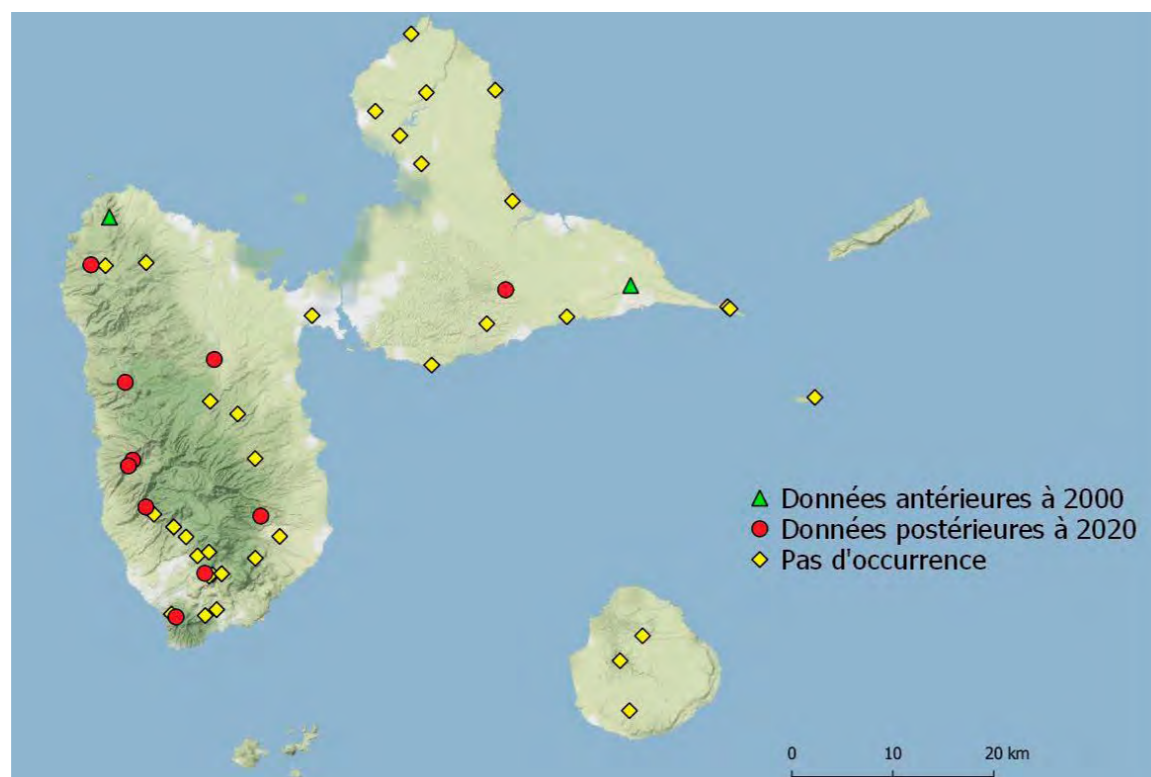 Données antérieures à 2000
Données postérieures à 2020
Pas d'occurrence
0 10 20 km